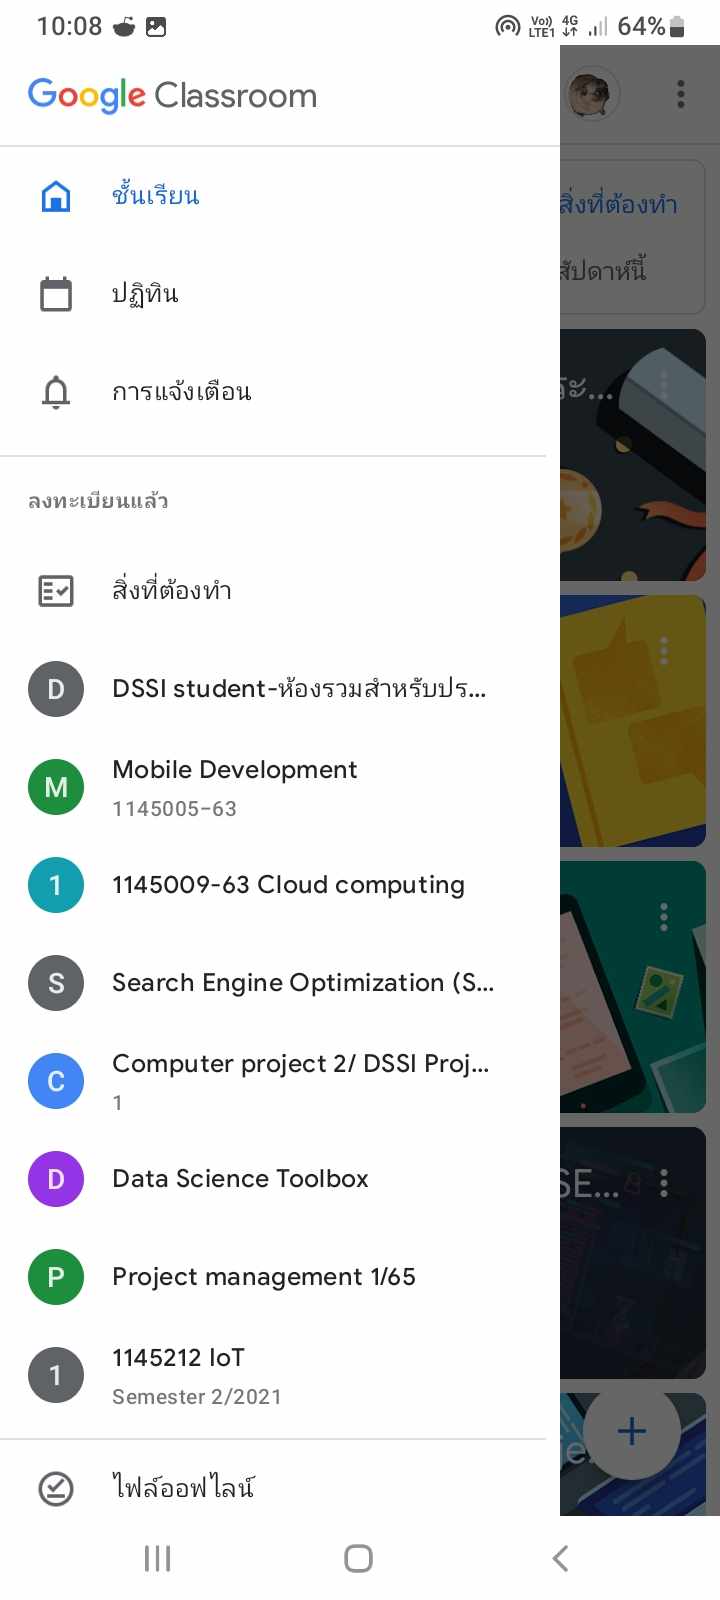 10:08 Vo) LTE1 4G 64%
Google Classroom
ชั้นเรียน
สิ่งที่ต้องทำ
สัปดาห์นี้
ปฏิทิน
การแจ้งเตือน
ลงทะเบียนแล้ว
สิ่งที่ต้องทำ
D DSSI student-ห้องรวมสำหรับปร...
M Mobile Development
1145005-63
1 1145009-63 Cloud computing
S Search Engine Optimization (S...
C Computer project 2/ DSSI Proj...
1
D Data Science Toolbox
SE...
P Project management 1/65
1 1145212 IoT
Semester 2/2021
ไฟล์ออฟไลน์